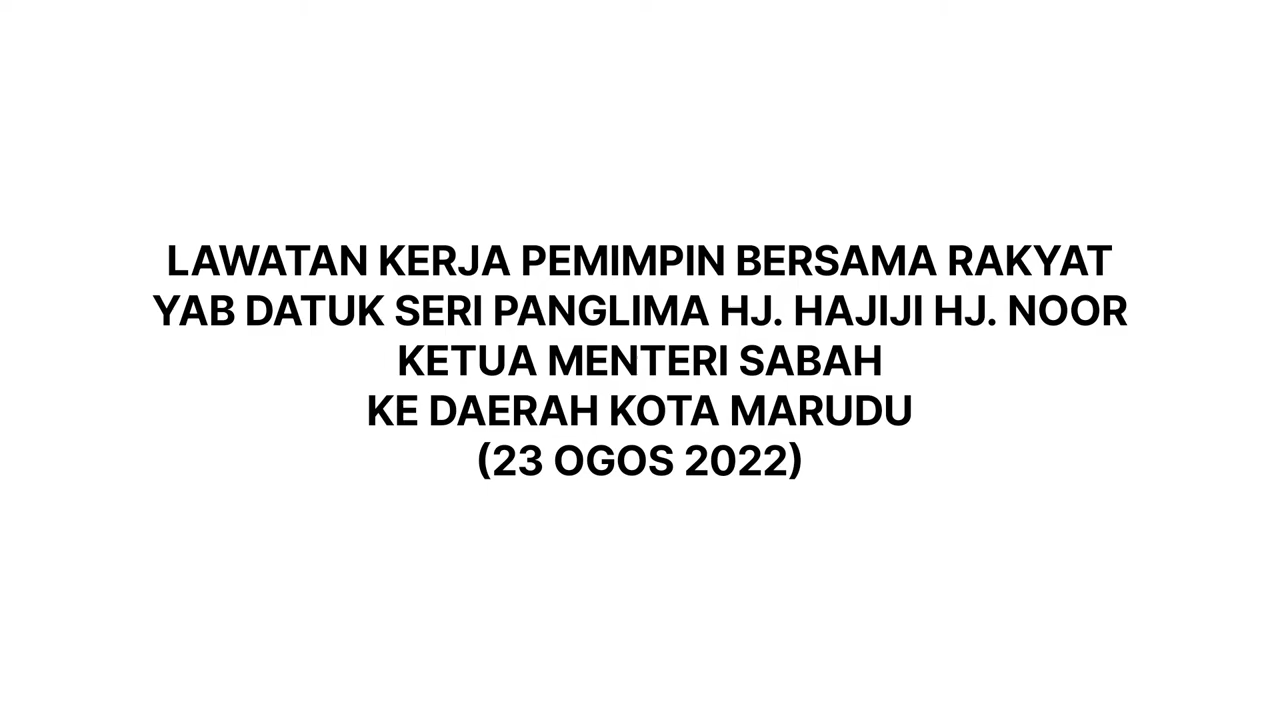 LAWATAN KERJA PEMIMPIN BERSAMA RAKYAT
YAB DATUK SERI PANGLIMA HJ. HAJIJI HJ. NOOR
KETUA MENTERI SABAH
KE DAERAH KOTA MARUDU
(23 OGOS 2022)